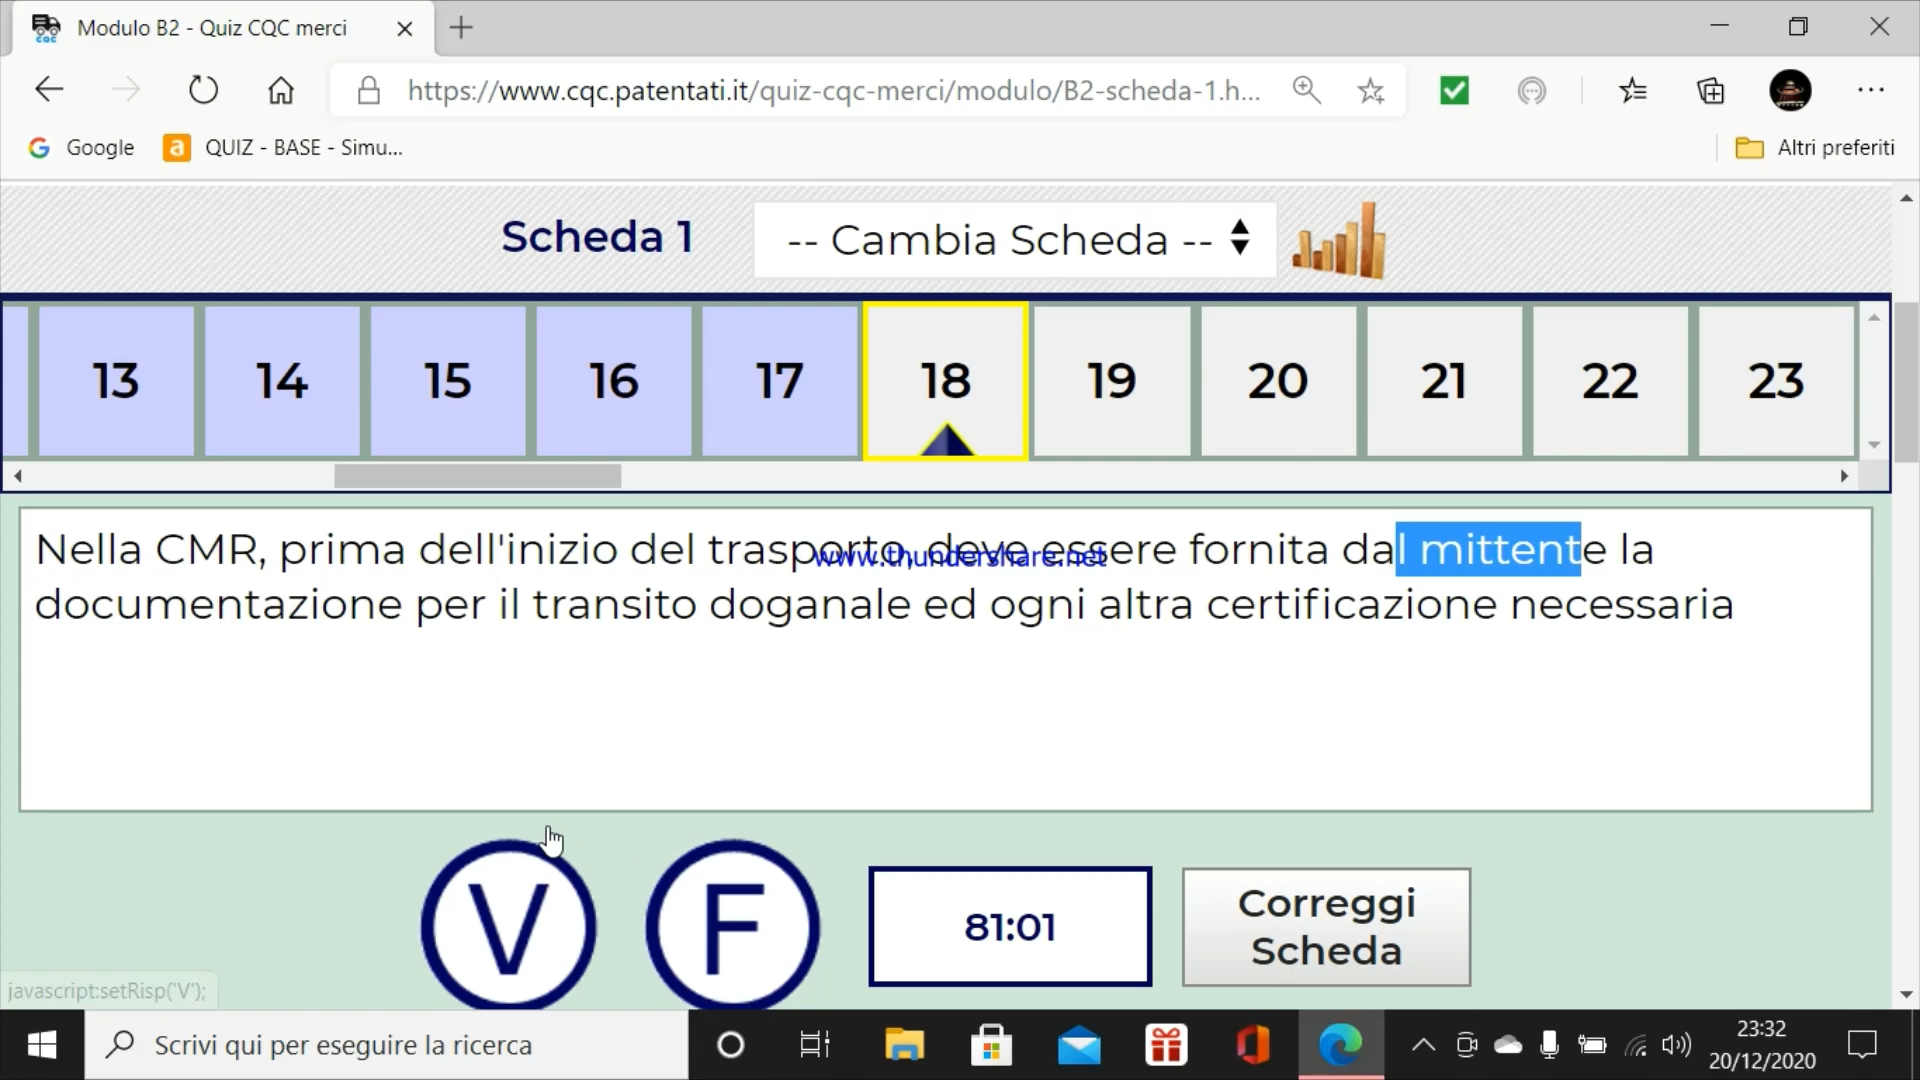 Modulo B2 - Quiz CQC merci
https://www.cqc.patentati.it/quiz-cqc-merci/modulo/B2-scheda-1.h...
Google
QUIZ - BASE - Simu...
Altri preferiti
Scheda 1
-- Cambia Scheda --
13 14 15 16 17 18 19 20 21 22 23
Nella CMR, prima dell'inizio del trasporto, deve essere fornita dal mittente la
www.thundershare.net
documentazione per il transito doganale ed ogni altra certificazione necessaria
V
F
81:01
Correggi
Scheda
javascript:setRisp('V');
Scrivi qui per eseguire la ricerca
23:32
20/12/2020